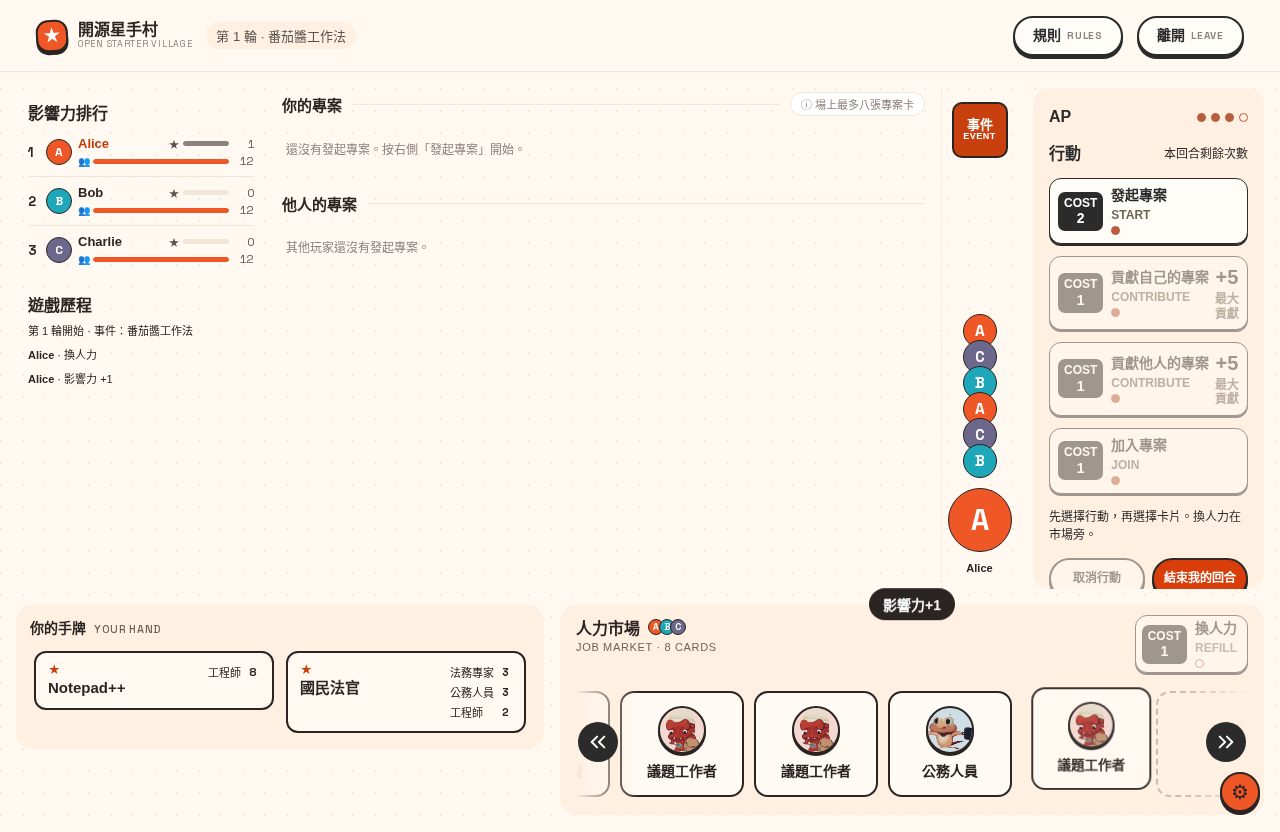 開源星手村
OPEN STARTER VILLAGE
第 1 輪 · 番茄醬工作法
規則 RULES
離開 LEAVE
影響力排行
1 A Alice ★ 1
👥 12
2 B Bob ★ 0
👥 12
3 C Charlie ★ 0
👥 12
遊戲歷程
第 1 輪開始 · 事件：番茄醬工作法
Alice · 換人力
Alice · 影響力 +1
你的專案
ⓘ 場上最多八張專案卡
還沒有發起專案。按右側「發起專案」開始。
他人的專案
其他玩家還沒有發起專案。
事件
EVENT
A
C
B
A
C
B
A
Alice
AP
行動 本回合剩餘次數
COST 2
發起專案
START
COST 1
貢獻自己的專案
CONTRIBUTE
+5
最大
貢獻
COST 1
貢獻他人的專案
CONTRIBUTE
+5
最大
貢獻
COST 1
加入專案
JOIN
先選擇行動，再選擇卡片。換人力在
市場旁。
取消行動
結束我的回合
影響力+1
你的手牌 YOUR HAND
★
Notepad++
工程師 8
★
國民法官
法務專家 3
公務人員 3
工程師 2
人力市場 A B C
JOB MARKET · 8 CARDS
COST 1
換人力
REFILL
議題工作者
議題工作者
公務人員
議題工作者